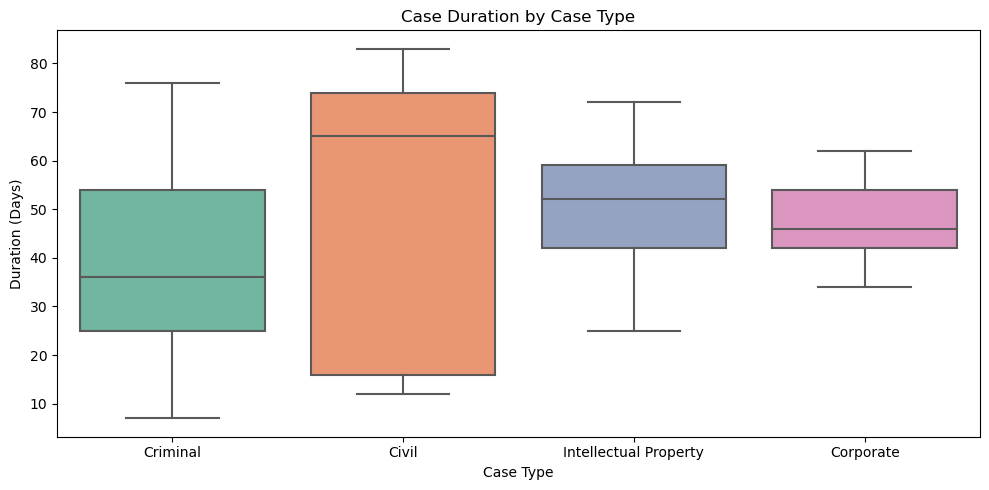 Case Duration by Case Type
Duration (Days)
80
70
60
50
40
30
20
10
Criminal
Civil
Intellectual Property
Corporate
Case Type